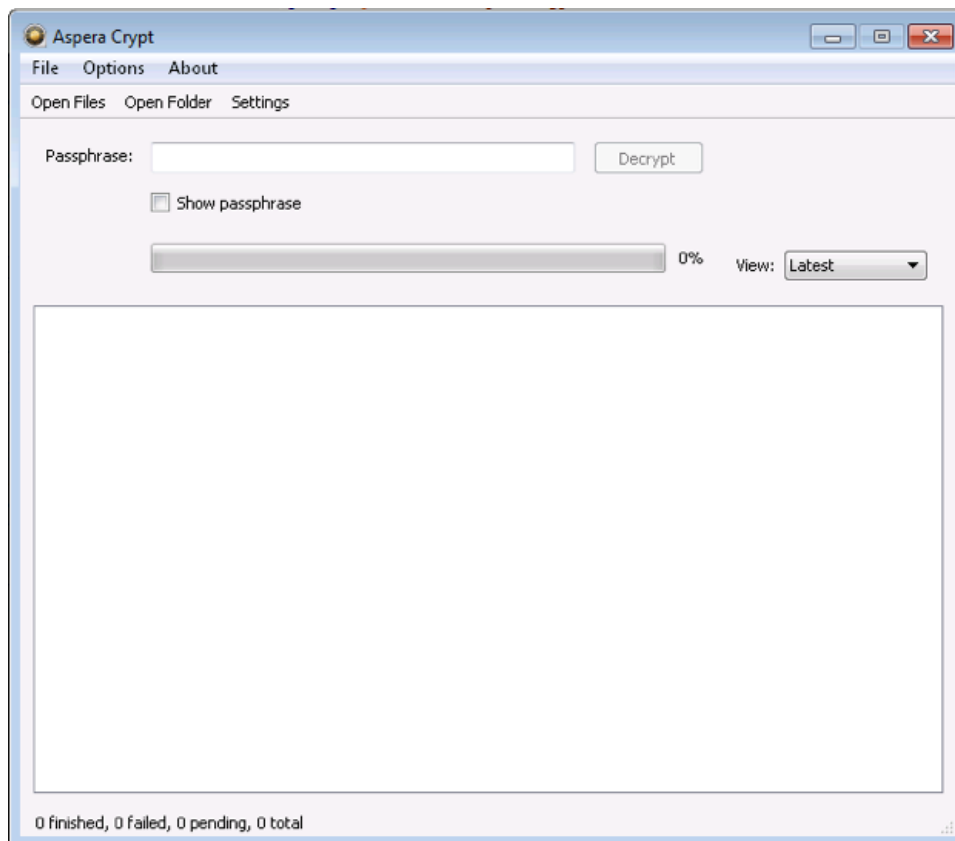 Aspera Crypt
File Options About
Open Files Open Folder Settings
Passphrase: Decrypt
Show passphrase
0% View: Latest
0 finished, 0 failed, 0 pending, 0 total